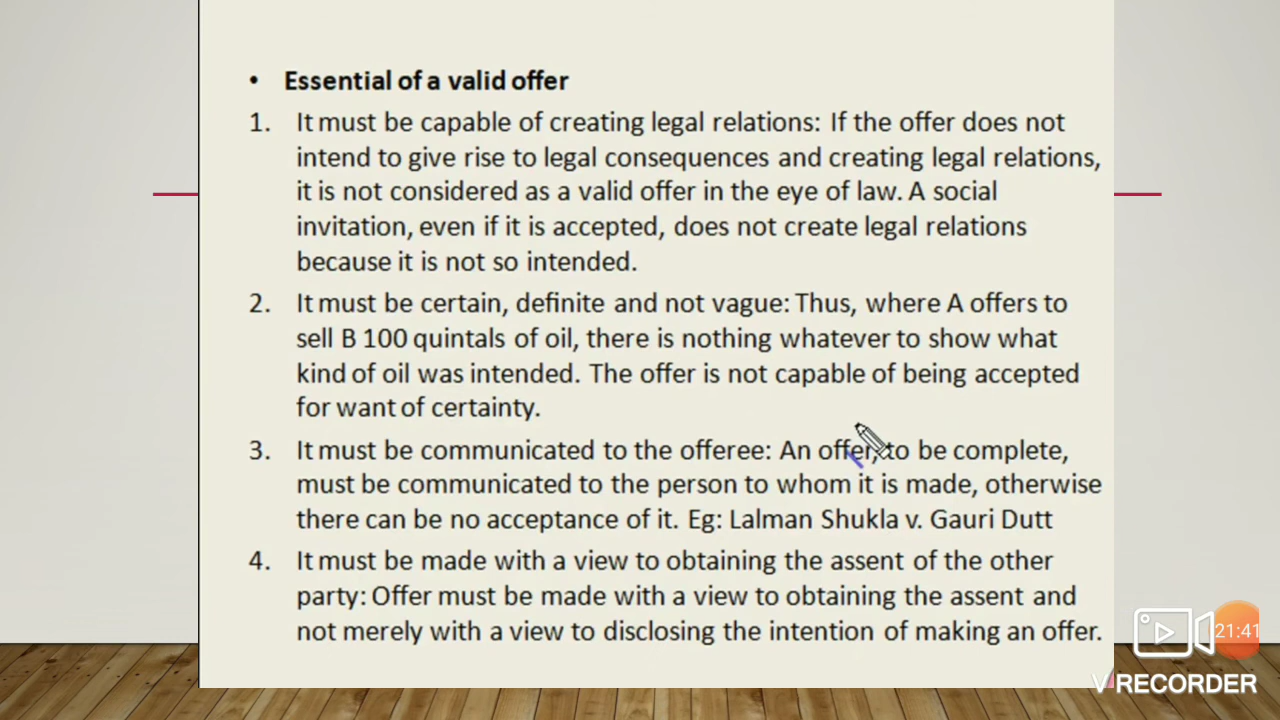 • Essential of a valid offer
1. It must be capable of creating legal relations: If the offer does not
intend to give rise to legal consequences and creating legal relations,
it is not considered as a valid offer in the eye of law. A social
invitation, even if it is accepted, does not create legal relations
because it is not so intended.
2. It must be certain, definite and not vague: Thus, where A offers to
sell B 100 quintals of oil, there is nothing whatever to show what
kind of oil was intended. The offer is not capable of being accepted
for want of certainty.
3. It must be communicated to the offeree: An offer, to be complete,
must be communicated to the person to whom it is made, otherwise
there can be no acceptance of it. Eg: Lalman Shukla v. Gauri Dutt
4. It must be made with a view to obtaining the assent of the other
party: Offer must be made with a view to obtaining the assent and
not merely with a view to disclosing the intention of making an offer.
21:41
V RECORDER